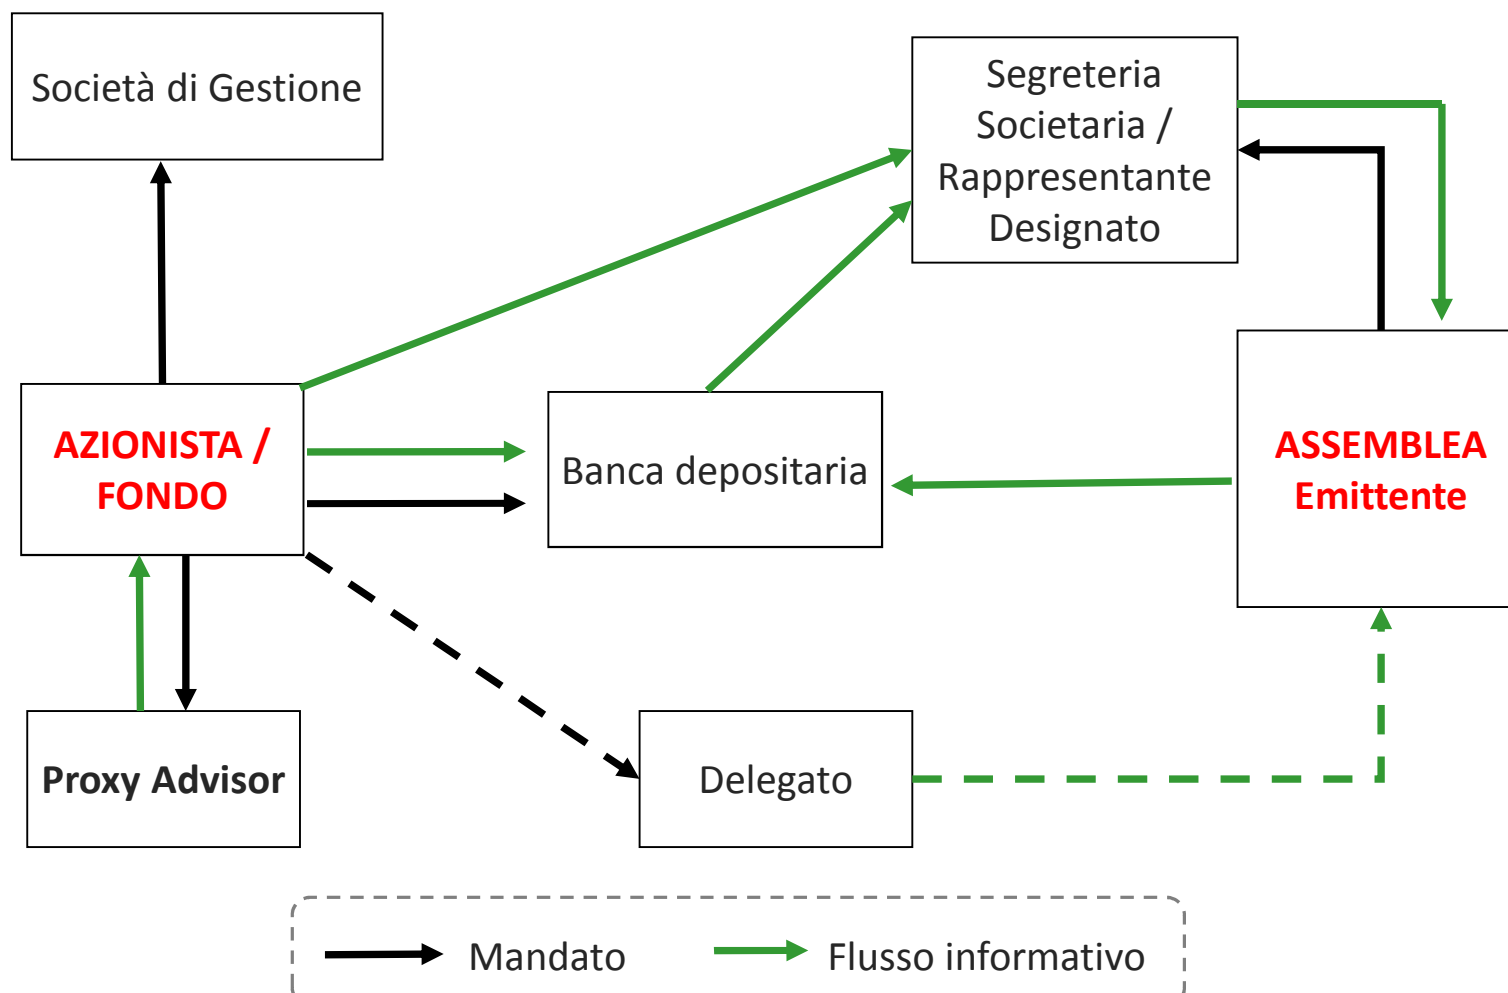 Società di Gestione
Segreteria
Societaria /
Rappresentante
Designato
AZIONISTA /
FONDO
Banca depositaria
ASSEMBLEA
Emittente
Proxy Advisor
Delegato
Mandato
Flusso informativo